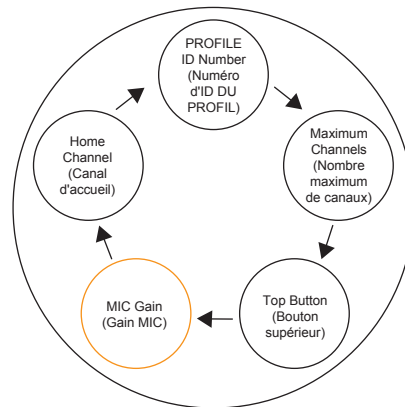 PROFILE
ID Number
(Numéro
d'ID DU
PROFIL)
Maximum
Channels
(Nombre
maximum
de canaux)
Top Button
(Bouton
supérieur)
MIC Gain
(Gain MIC)
Home
Channel
(Canal
d'accueil)